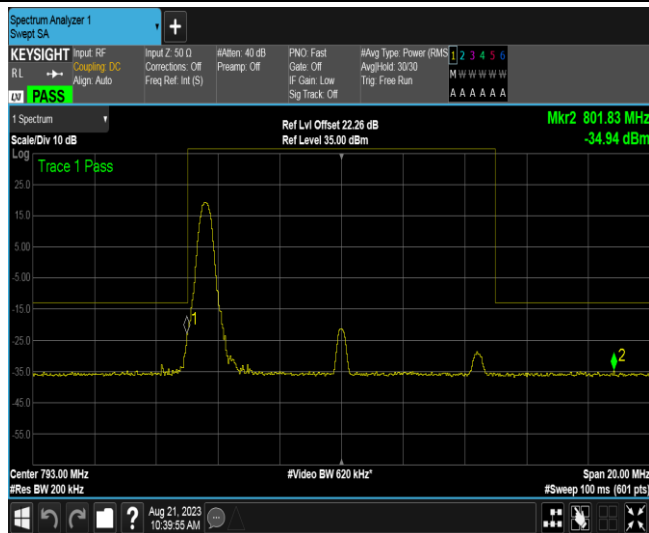 Spectrum Analyzer 1
Swept SA
KEYSIGHT
RL
Input: RF
Coupling: DC
Align: Auto
Input Z: 50 Ω
Corrections: Off
Freq Ref: Int (S)
#Atten: 40 dB
Preamp: Off
PNO: Fast
Gate: Off
IF Gain: Low
Sig Track: Off
#Avg Type: Power (RMS
Avg|Hold: 30/30
Trig: Free Run
1 2 3 4 5 6
M W W W W W
A A A A A A
PASS
1 Spectrum
Scale/Div 10 dB
Ref Lvl Offset 22.26 dB
Ref Level 35.00 dBm
Mkr2 801.83 MHz
-34.94 dBm
Log
Trace 1 Pass
25.0
15.0
5.00
-5.00
-15.0
-25.0
-35.0
-45.0
-55.0
1
2
Center 793.00 MHz
#Res BW 200 kHz
#Video BW 620 kHz*
Span 20.00 MHz
#Sweep 100 ms (601 pts)
?
Aug 21, 2023
10:39:55 AM